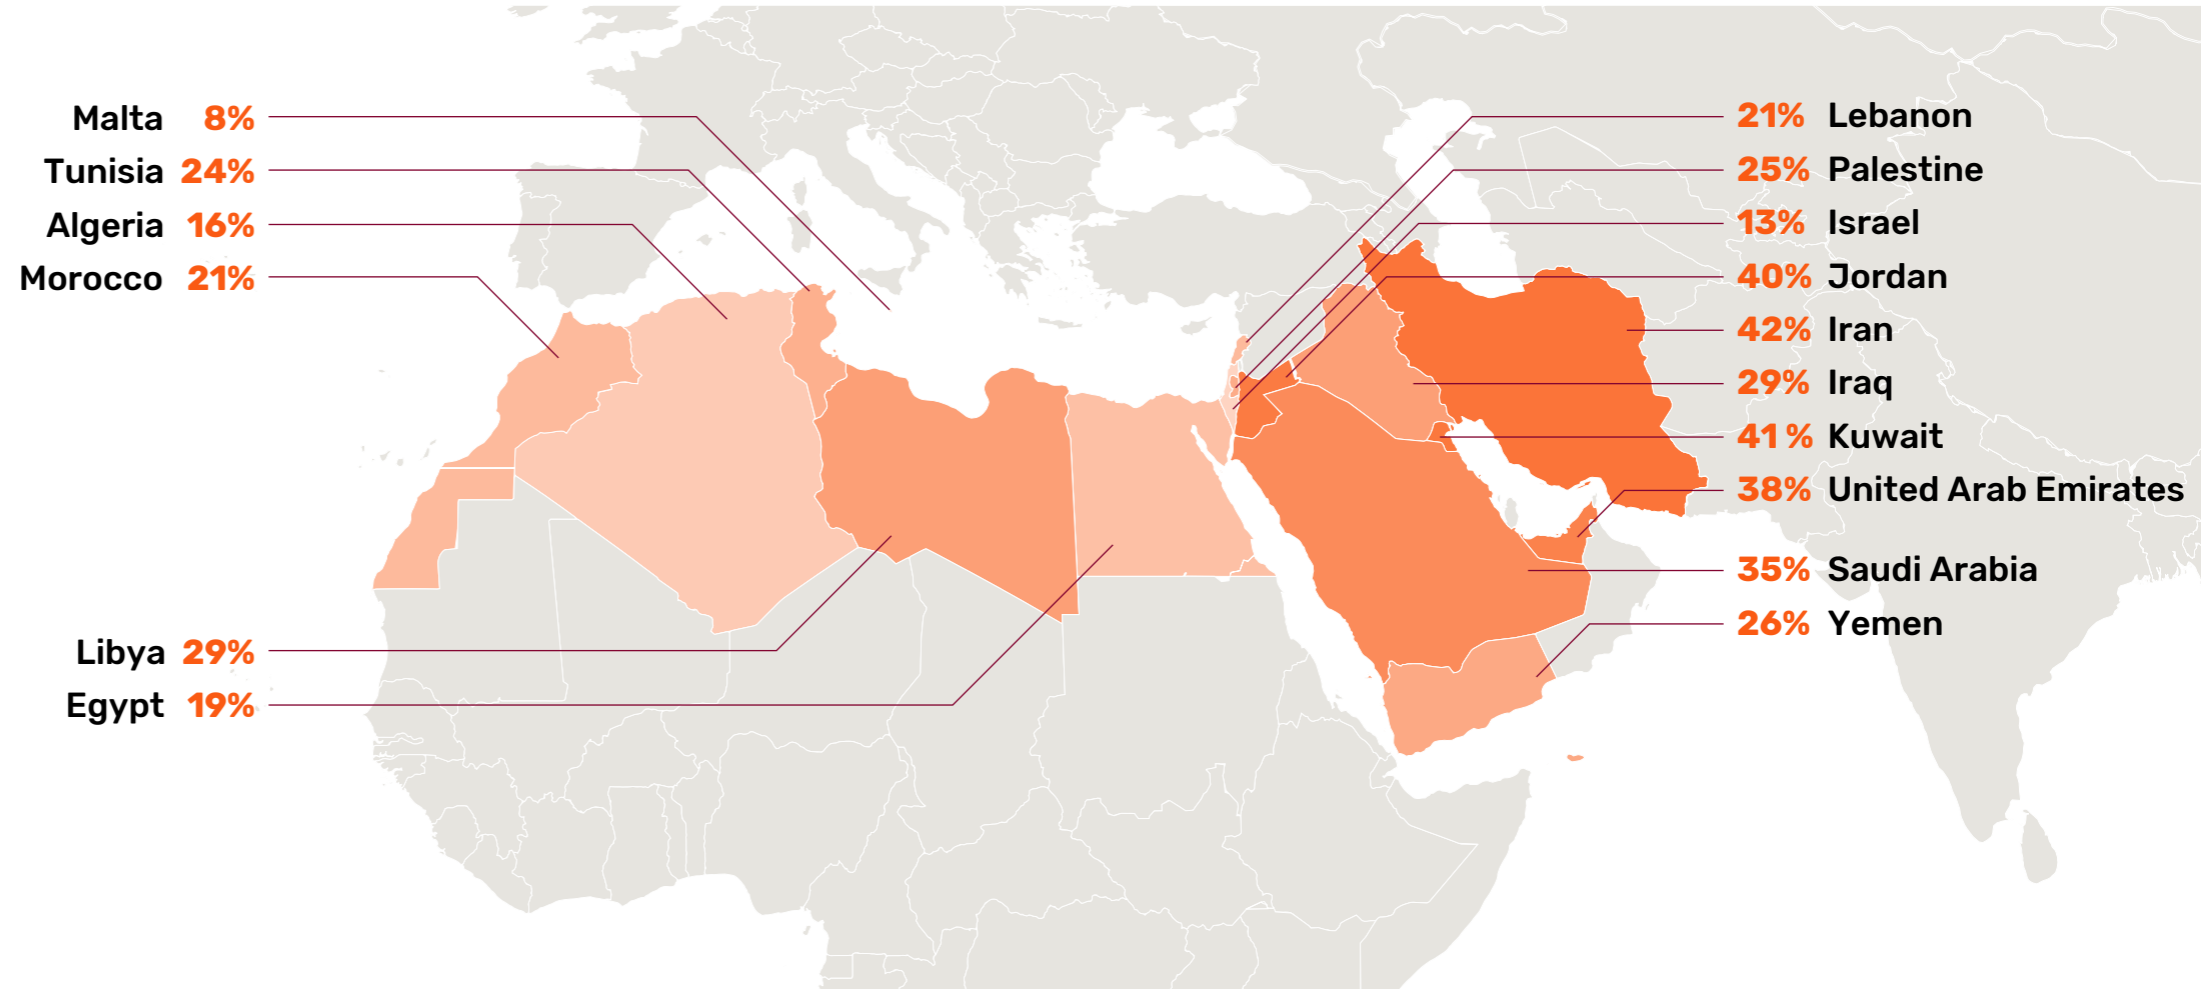 Malta 8%
Tunisia 24%
Algeria 16%
Morocco 21%
Libya 29%
Egypt 19%
21% Lebanon
25% Palestine
13% Israel
40% Jordan
42% Iran
29% Iraq
41% Kuwait
38% United Arab Emirates
35% Saudi Arabia
26% Yemen